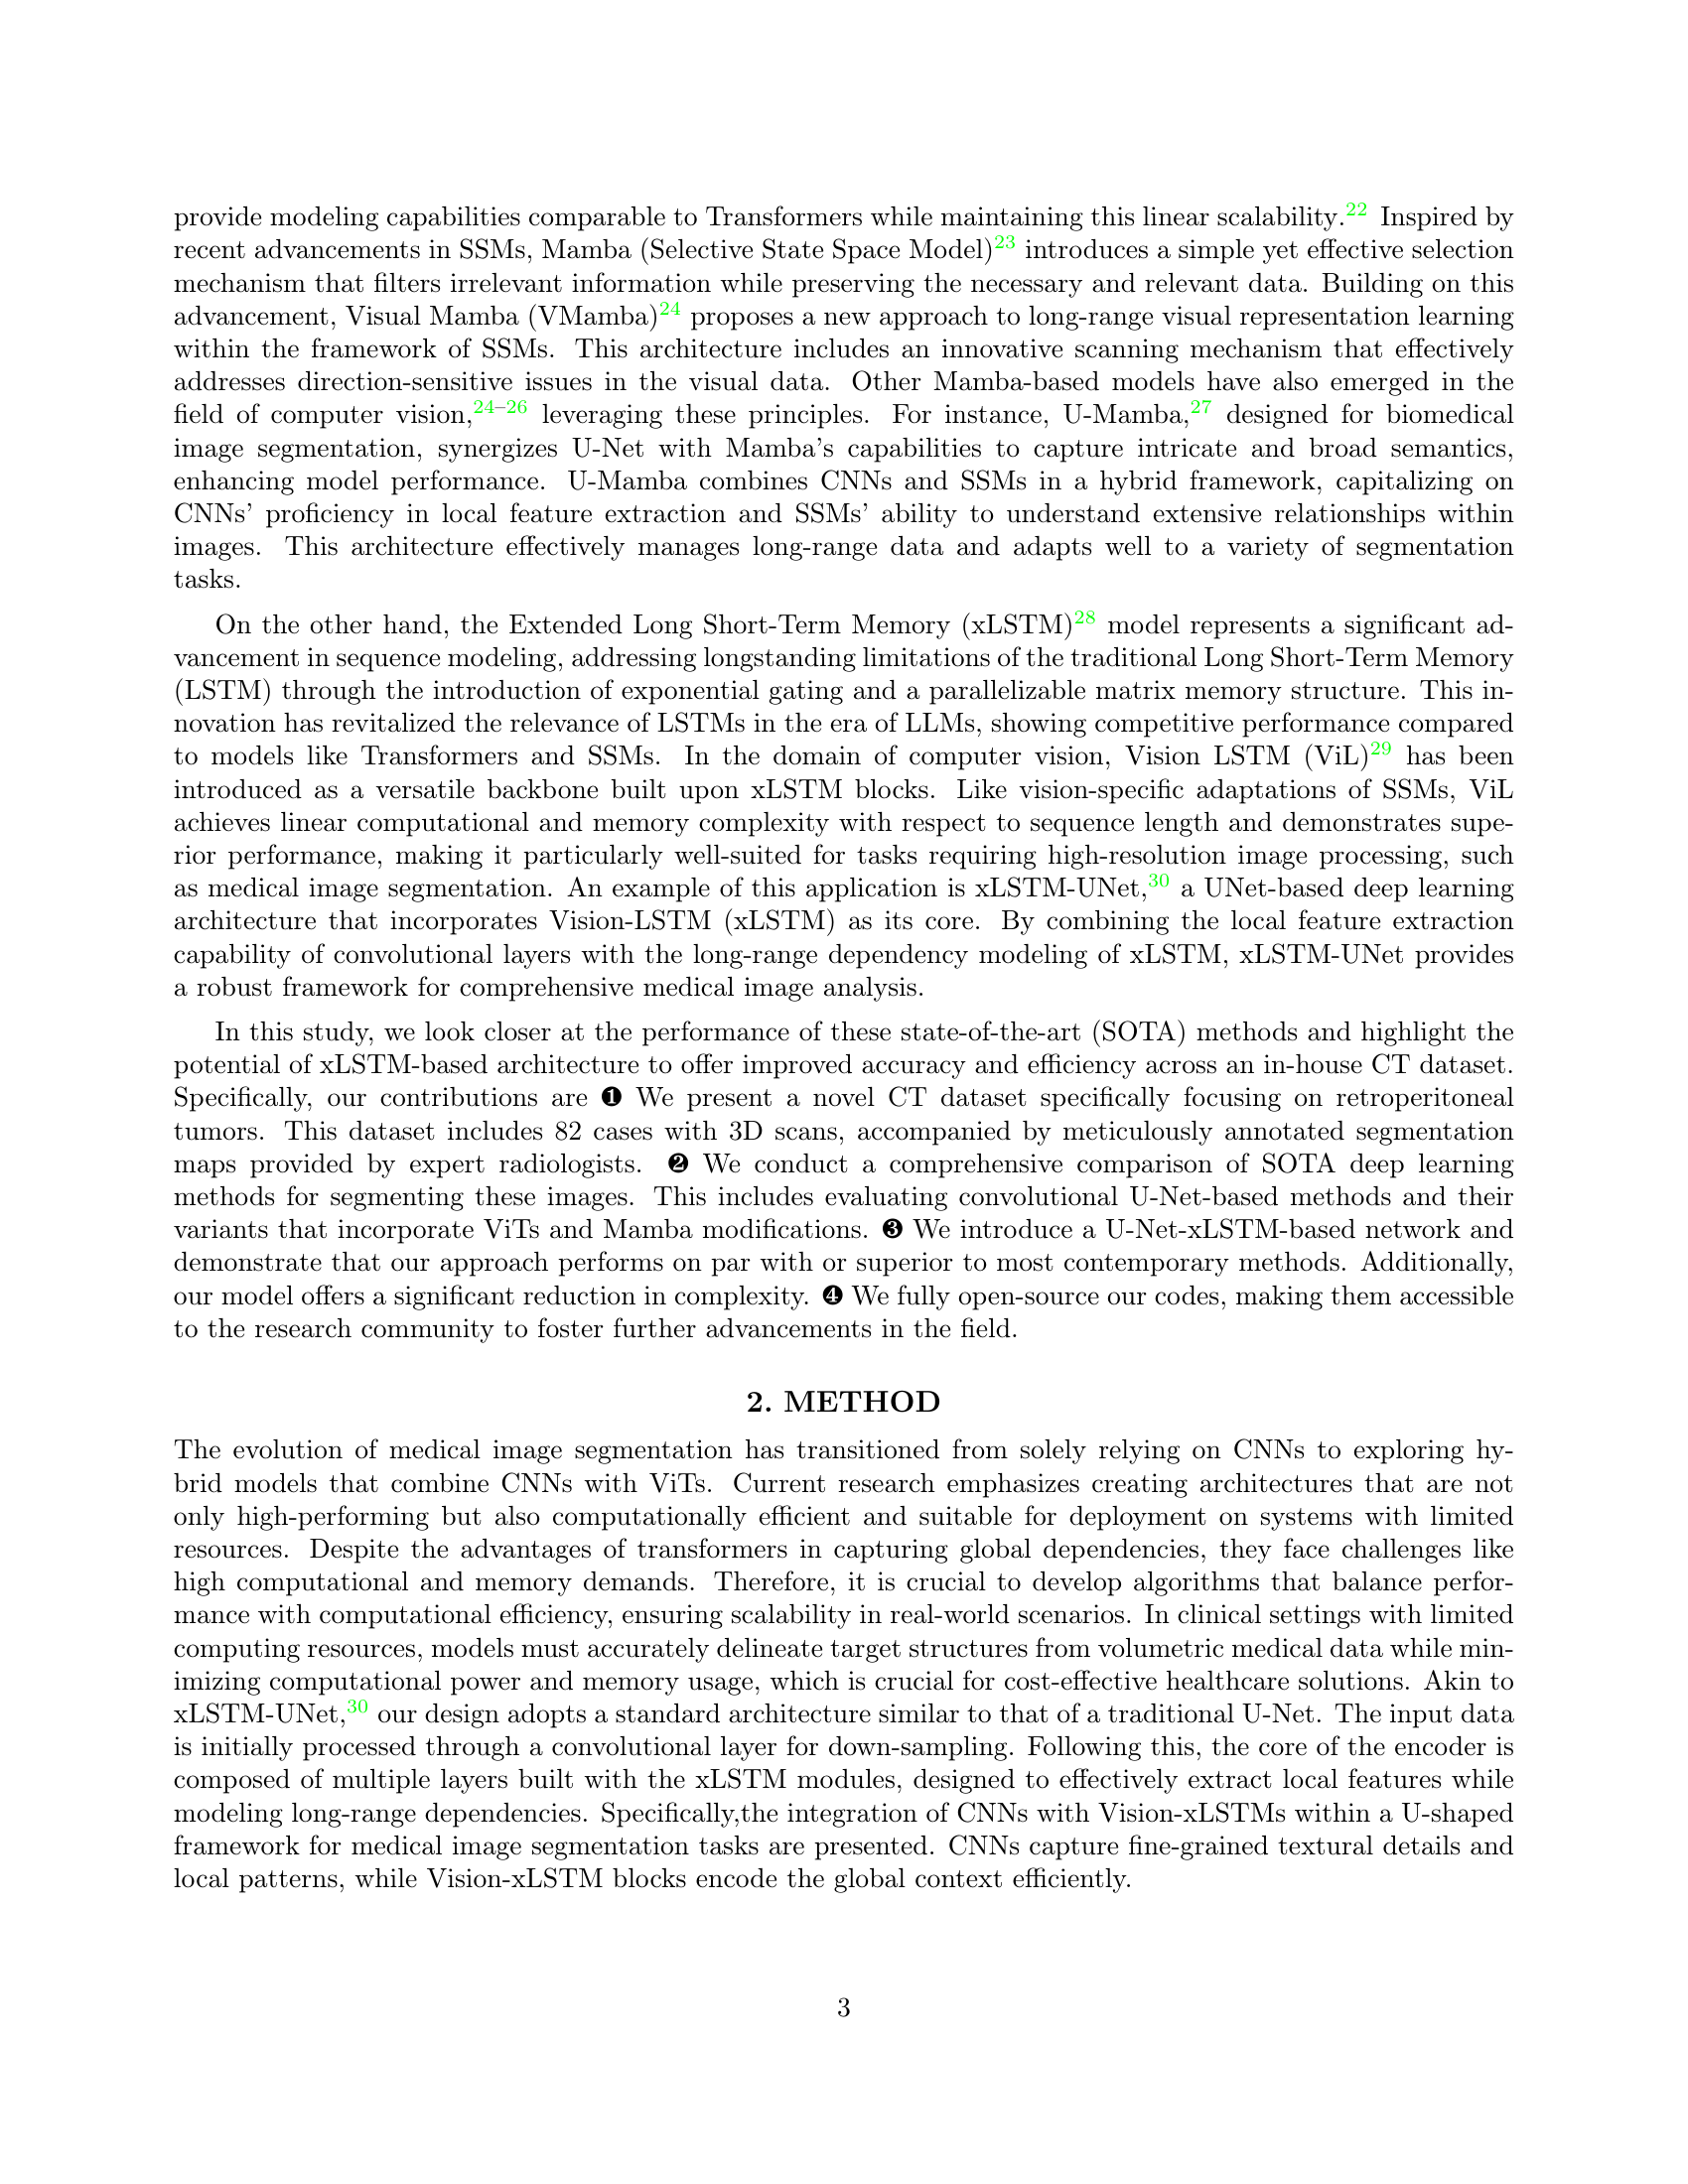 provide modeling capabilities comparable to Transformers while maintaining this linear scalability.22 Inspired by
recent advancements in SSMs, Mamba (Selective State Space Model)23 introduces a simple yet effective selection
mechanism that filters irrelevant information while preserving the necessary and relevant data. Building on this
advancement, Visual Mamba (VMamba)24 proposes a new approach to long-range visual representation learning
within the framework of SSMs. This architecture includes an innovative scanning mechanism that effectively
addresses direction-sensitive issues in the visual data. Other Mamba-based models have also emerged in the
field of computer vision,24–26 leveraging these principles. For instance, U-Mamba,27 designed for biomedical
image segmentation, synergizes U-Net with Mamba's capabilities to capture intricate and broad semantics,
enhancing model performance. U-Mamba combines CNNs and SSMs in a hybrid framework, capitalizing on
CNNs' proficiency in local feature extraction and SSMs' ability to understand extensive relationships within
images. This architecture effectively manages long-range data and adapts well to a variety of segmentation
tasks.
On the other hand, the Extended Long Short-Term Memory (xLSTM)28 model represents a significant ad-
vancement in sequence modeling, addressing longstanding limitations of the traditional Long Short-Term Memory
(LSTM) through the introduction of exponential gating and a parallelizable matrix memory structure. This in-
novation has revitalized the relevance of LSTMs in the era of LLMs, showing competitive performance compared
to models like Transformers and SSMs. In the domain of computer vision, Vision LSTM (ViL)29 has been
introduced as a versatile backbone built upon xLSTM blocks. Like vision-specific adaptations of SSMs, ViL
achieves linear computational and memory complexity with respect to sequence length and demonstrates supe-
rior performance, making it particularly well-suited for tasks requiring high-resolution image processing, such
as medical image segmentation. An example of this application is xLSTM-UNet,30 a UNet-based deep learning
architecture that incorporates Vision-LSTM (xLSTM) as its core. By combining the local feature extraction
capability of convolutional layers with the long-range dependency modeling of xLSTM, xLSTM-UNet provides
a robust framework for comprehensive medical image analysis.
In this study, we look closer at the performance of these state-of-the-art (SOTA) methods and highlight the
potential of xLSTM-based architecture to offer improved accuracy and efficiency across an in-house CT dataset.
Specifically, our contributions are ❶ We present a novel CT dataset specifically focusing on retroperitoneal
tumors. This dataset includes 82 cases with 3D scans, accompanied by meticulously annotated segmentation
maps provided by expert radiologists. ❷ We conduct a comprehensive comparison of SOTA deep learning
methods for segmenting these images. This includes evaluating convolutional U-Net-based methods and their
variants that incorporate ViTs and Mamba modifications. ❸ We introduce a U-Net-xLSTM-based network and
demonstrate that our approach performs on par with or superior to most contemporary methods. Additionally,
our model offers a significant reduction in complexity. ❹ We fully open-source our codes, making them accessible
to the research community to foster further advancements in the field.
2. METHOD
The evolution of medical image segmentation has transitioned from solely relying on CNNs to exploring hy-
brid models that combine CNNs with ViTs. Current research emphasizes creating architectures that are not
only high-performing but also computationally efficient and suitable for deployment on systems with limited
resources. Despite the advantages of transformers in capturing global dependencies, they face challenges like
high computational and memory demands. Therefore, it is crucial to develop algorithms that balance perfor-
mance with computational efficiency, ensuring scalability in real-world scenarios. In clinical settings with limited
computing resources, models must accurately delineate target structures from volumetric medical data while min-
imizing computational power and memory usage, which is crucial for cost-effective healthcare solutions. Akin to
xLSTM-UNet,30 our design adopts a standard architecture similar to that of a traditional U-Net. The input data
is initially processed through a convolutional layer for down-sampling. Following this, the core of the encoder is
composed of multiple layers built with the xLSTM modules, designed to effectively extract local features while
modeling long-range dependencies. Specifically,the integration of CNNs with Vision-xLSTMs within a U-shaped
framework for medical image segmentation tasks are presented. CNNs capture fine-grained textural details and
local patterns, while Vision-xLSTM blocks encode the global context efficiently.
3